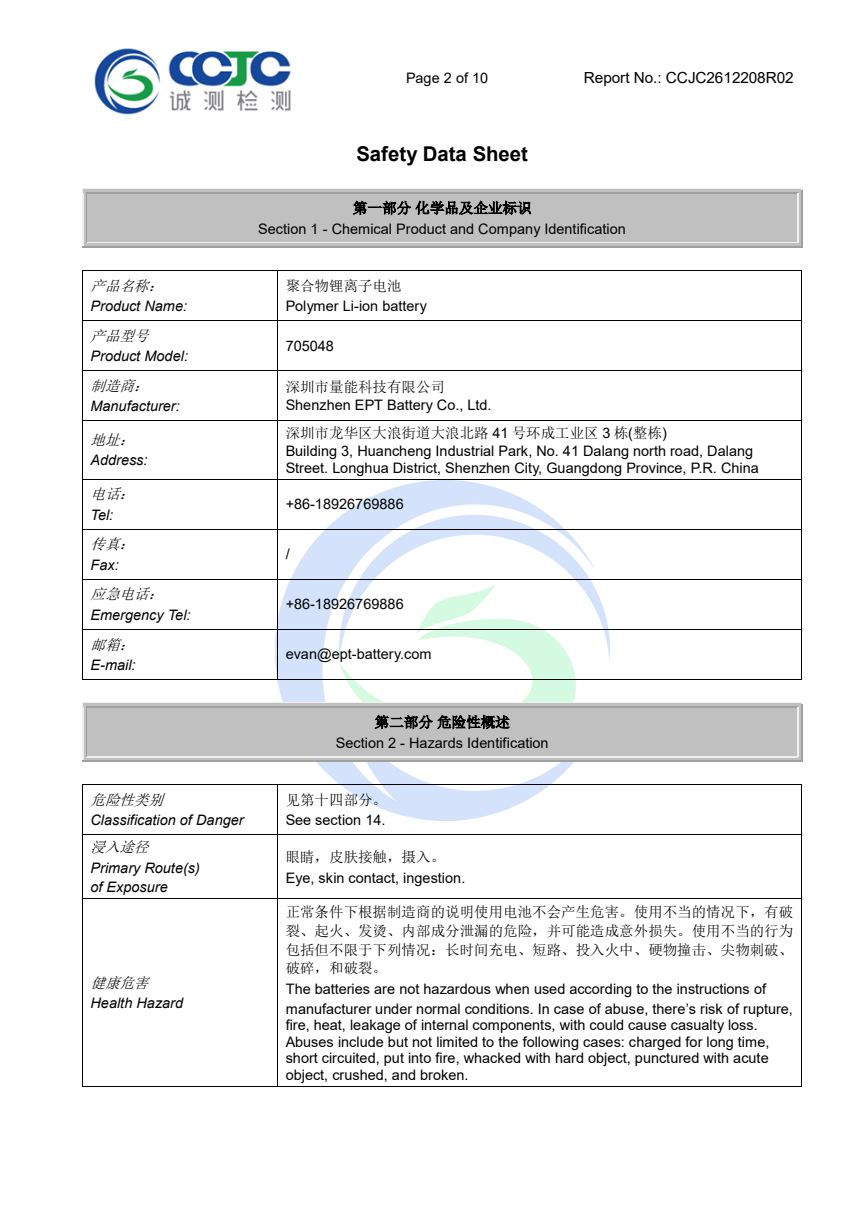 CCJC
诚测检测
Page 2 of 10
Report No.: CCJC2612208R02
Safety Data Sheet
第一部分 化学品及企业标识
Section 1 - Chemical Product and Company Identification
产品名称：
Product Name:
聚合物锂离子电池
Polymer Li-ion battery
产品型号
Product Model:
705048
制造商：
Manufacturer:
深圳市量能科技有限公司
Shenzhen EPT Battery Co., Ltd.
地址：
Address:
深圳市龙华区大浪街道大浪北路 41 号环成工业区 3 栋(整栋)
Building 3, Huancheng Industrial Park, No. 41 Dalang north road, Dalang
Street. Longhua District, Shenzhen City, Guangdong Province, P.R. China
电话：
Tel:
+86-18926769886
传真：
Fax:
/
应急电话：
Emergency Tel:
+86-18926769886
邮箱：
E-mail:
evan@ept-battery.com
第二部分 危险性概述
Section 2 - Hazards Identification
危险性类别
Classification of Danger
见第十四部分。
See section 14.
浸入途径
Primary Route(s)
of Exposure
眼睛，皮肤接触，摄入。
Eye, skin contact, ingestion.
健康危害
Health Hazard
正常条件下根据制造商的说明使用电池不会产生危害。使用不当的情况下，有破
裂、起火、发烫、内部成分泄漏的危险，并可能造成意外损失。使用不当的行为
包括但不限于下列情况：长时间充电、短路、投入火中、硬物撞击、尖物刺破、
破碎，和破裂。
The batteries are not hazardous when used according to the instructions of
manufacturer under normal conditions. In case of abuse, there’s risk of rupture,
fire, heat, leakage of internal components, with could cause casualty loss.
Abuses include but not limited to the following cases: charged for long time,
short circuited, put into fire, whacked with hard object, punctured with acute
object, crushed, and broken.